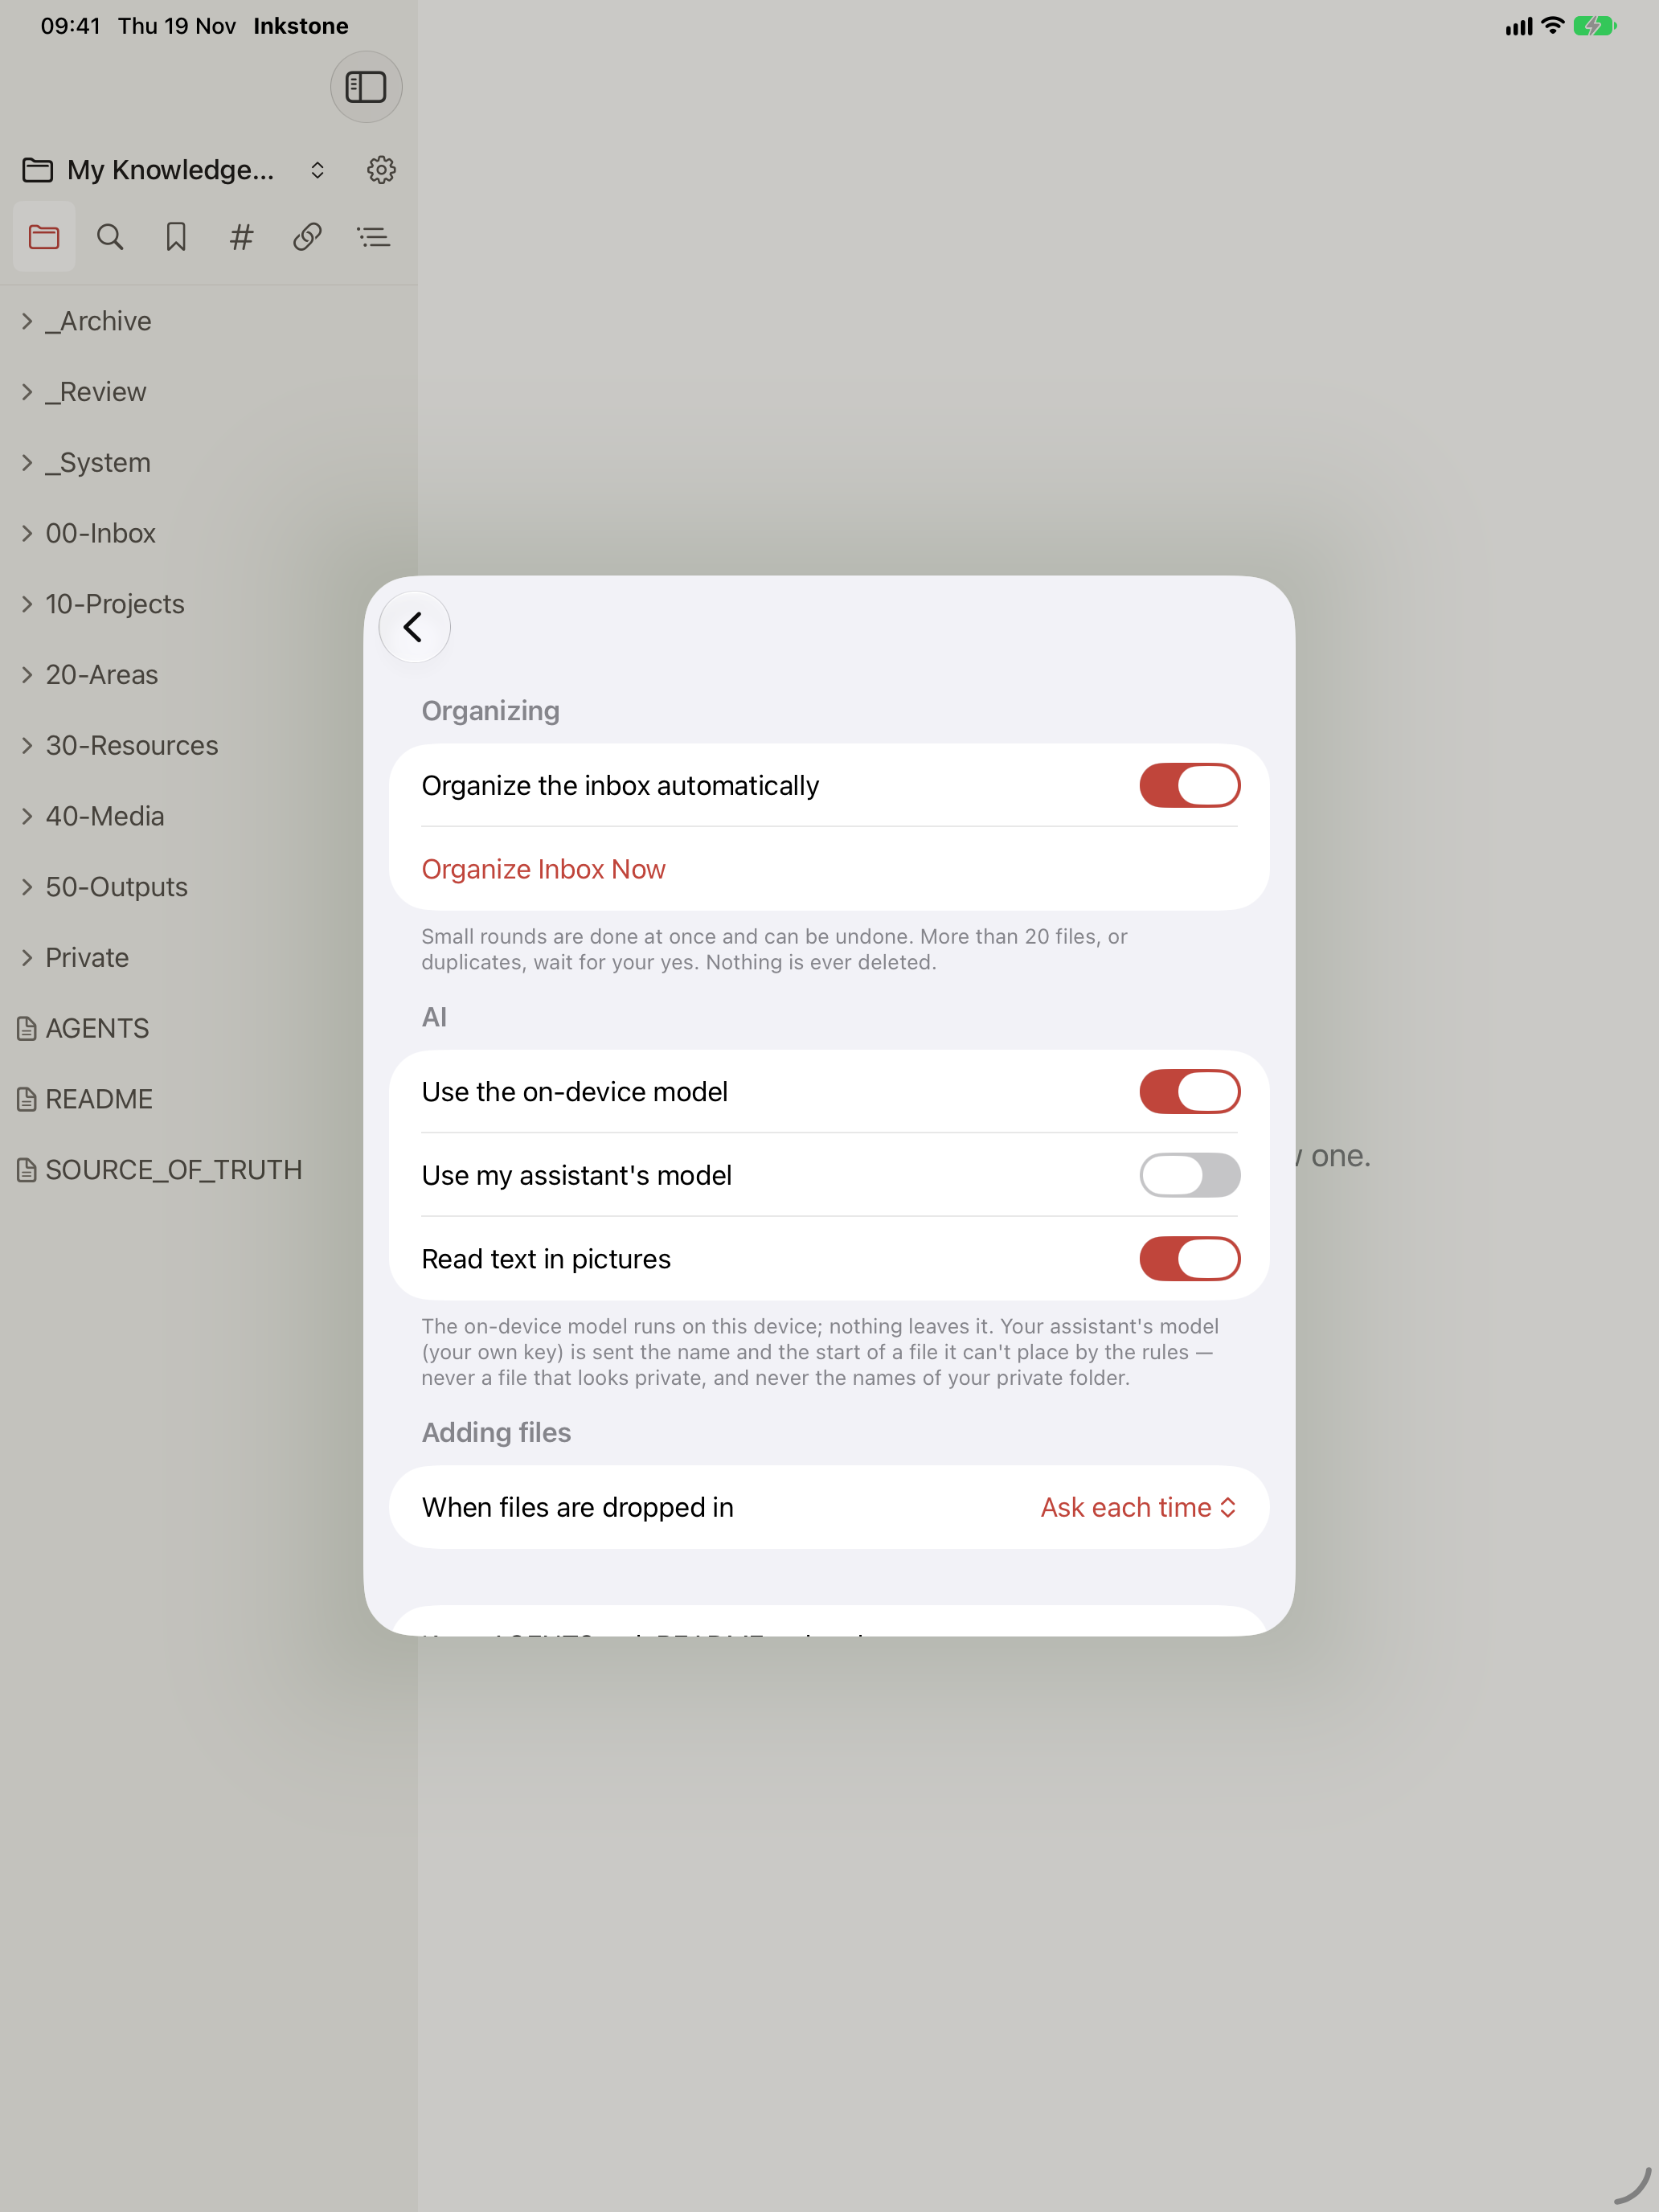 09:41 Thu 19 Nov Inkstone
My Knowledge...
_Archive
_Review
_System
00-Inbox
10-Projects
20-Areas
30-Resources
40-Media
50-Outputs
Private
AGENTS
README
SOURCE_OF_TRUTH
Organizing
Organize the inbox automatically
Organize Inbox Now
Small rounds are done at once and can be undone. More than 20 files, or
duplicates, wait for your yes. Nothing is ever deleted.
AI
Use the on-device model
Use my assistant's model
Read text in pictures
The on-device model runs on this device; nothing leaves it. Your assistant's model
(your own key) is sent the name and the start of a file it can't place by the rules —
never a file that looks private, and never the names of your private folder.
Adding files
When files are dropped in Ask each time
one.